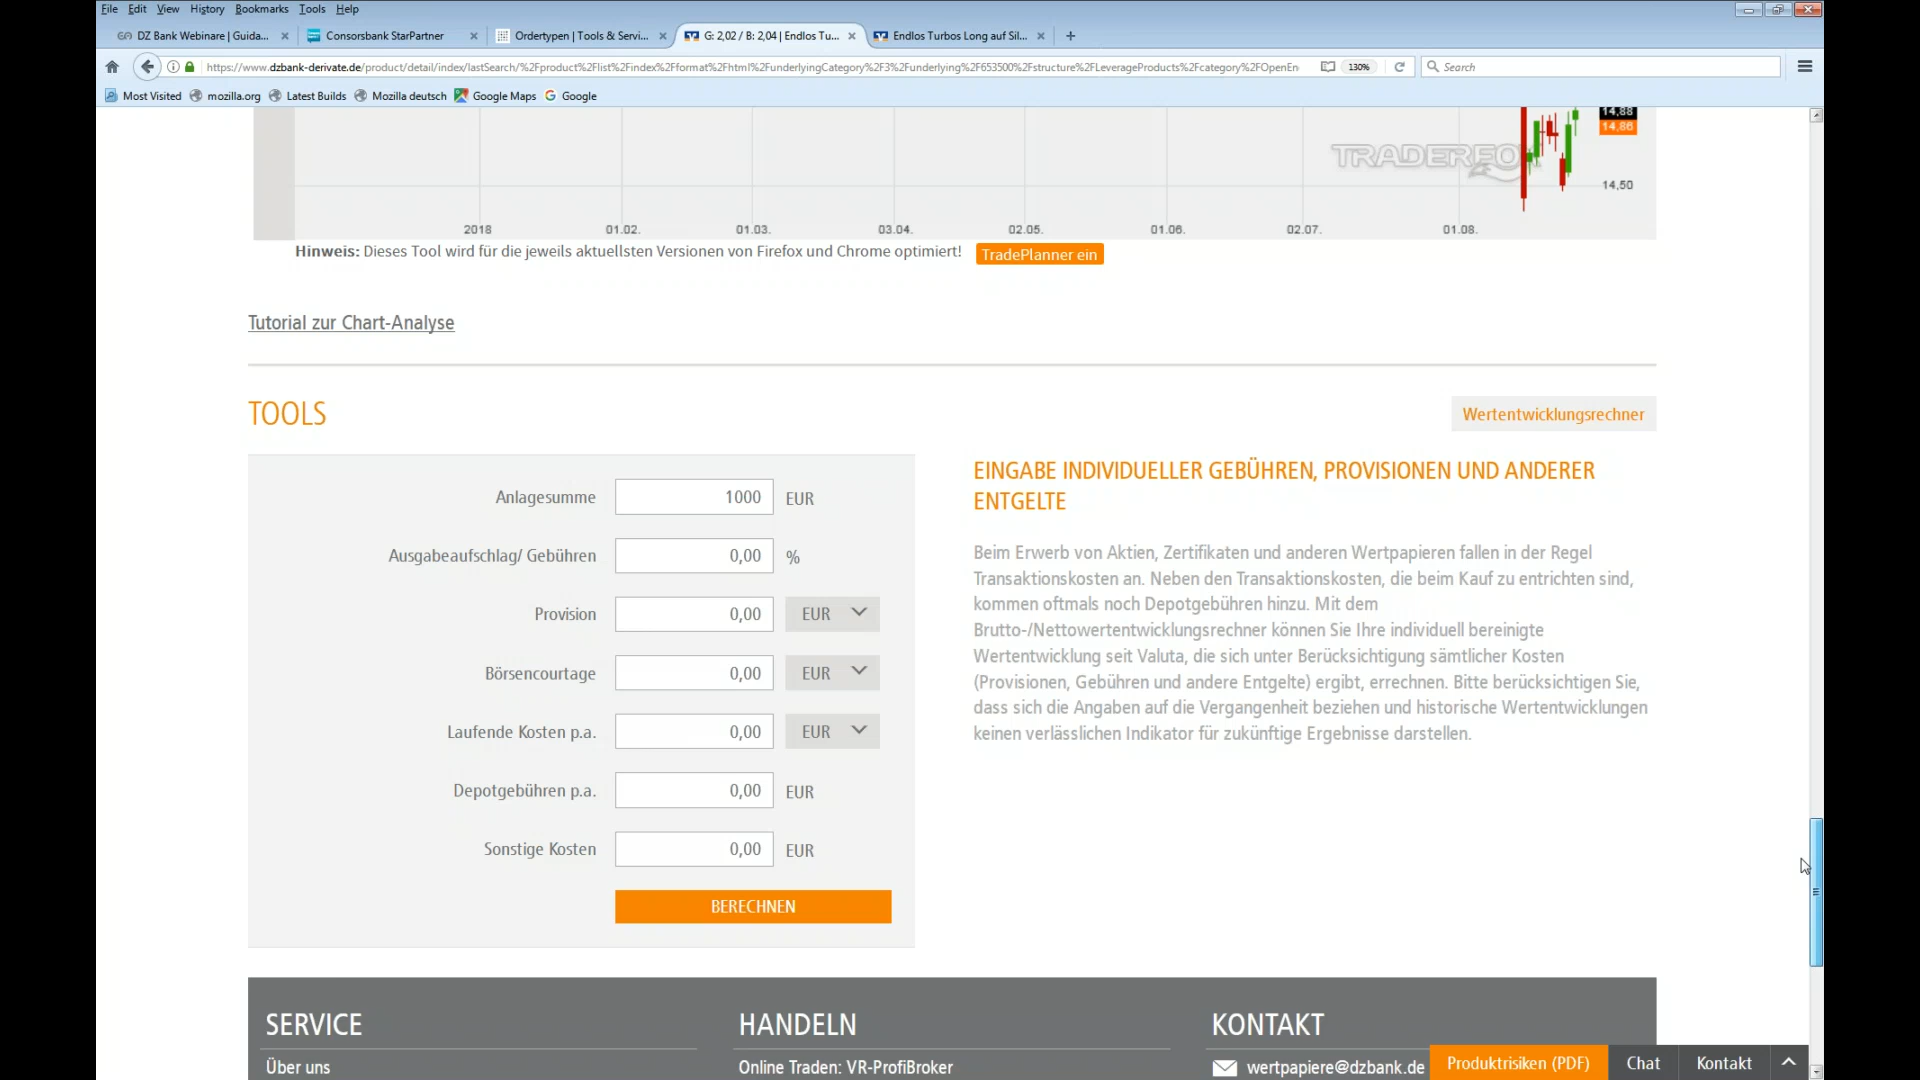 File Edit View History Bookmarks Tools Help
DZ Bank Webinare | Guida... Consorsbank StarPartner Ordertypen | Tools & Servi... G: 2,02 / B: 2,04 | Endlos Tu... Endlos Turbos Long auf Sil...
https://www.dzbank-derivate.de/product/detail/index/lastSearch/%2Fproduct%2Flist%2Findex%2Fformat%2Fhtml%2FunderlyingCategory%2F3%2Funderlying%2F653500%2Fstructure%2FLeverageProducts%2Fcategory%2FOpenEn 130% Search
Most Visited mozilla.org Latest Builds Mozilla deutsch Google Maps Google
14,88
14,86
TRADERFOX
14,50
2018 01.02. 01.03. 03.04. 02.05. 01.06. 02.07. 01.08.
Hinweis: Dieses Tool wird für die jeweils aktuellsten Versionen von Firefox und Chrome optimiert! TradePlanner ein
Tutorial zur Chart-Analyse
TOOLS
Wertentwicklungsrechner
Anlagesumme 1000 EUR
Ausgabeaufschlag/ Gebühren 0,00 %
Provision 0,00 EUR
Börsencourtage 0,00 EUR
Laufende Kosten p.a. 0,00 EUR
Depotgebühren p.a. 0,00 EUR
Sonstige Kosten 0,00 EUR
BERECHNEN
EINGABE INDIVIDUELLER GEBÜHREN, PROVISIONEN UND ANDERER
ENTGELTE
Beim Erwerb von Aktien, Zertifikaten und anderen Wertpapieren fallen in der Regel
Transaktionskosten an. Neben den Transaktionskosten, die beim Kauf zu entrichten sind,
kommen oftmals noch Depotgebühren hinzu. Mit dem
Brutto-/Nettowertentwicklungsrechner können Sie Ihre individuell bereinigte
Wertentwicklung seit Valuta, die sich unter Berücksichtigung sämtlicher Kosten
(Provisionen, Gebühren und andere Entgelte) ergibt, errechnen. Bitte berücksichtigen Sie,
dass sich die Angaben auf die Vergangenheit beziehen und historische Wertentwicklungen
keinen verlässlichen Indikator für zukünftige Ergebnisse darstellen.
SERVICE
Über uns
HANDELN
Online Traden: VR-ProfiBroker
KONTAKT
wertpapiere@dzbank.de
Produktrisiken (PDF) Chat Kontakt